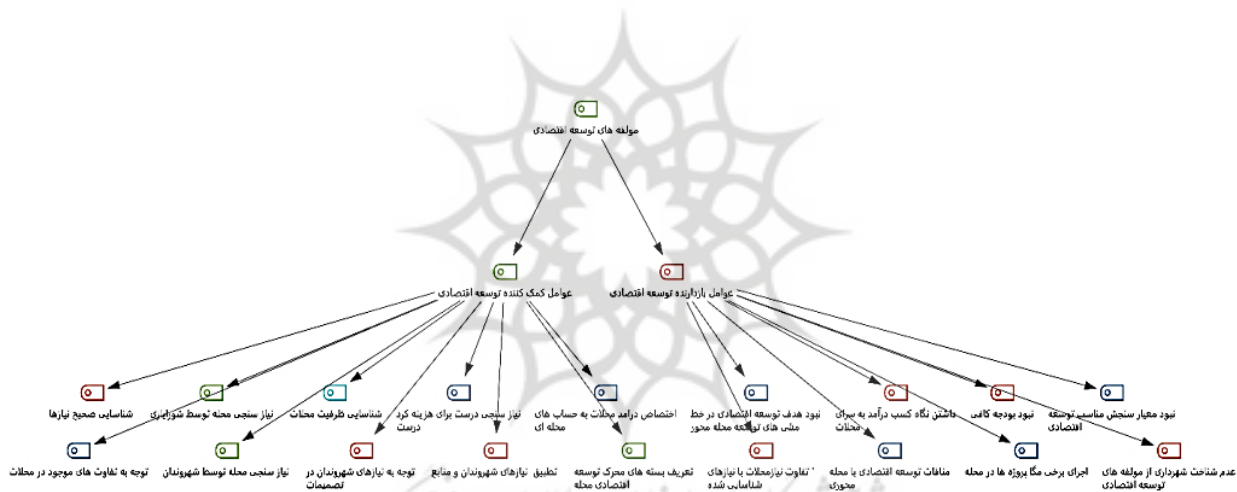 مولفه های توسعه اقتصادی
عوامل بازدارنده توسعه اقتصادی
عوامل کمک کننده توسعه اقتصادی
نبود معیار سنجش مناسب توسعه
اقتصادی
نبود بودجه کافی
داشتن نگاه کسب درآمد به سرای
محلات
نبود هدف توسعه اقتصادی در خط
مشی های توسعه محله محور
اختصاص درامد محلات به حساب های
محله ای
نیاز سنجی درست برای هزینه کرد
درست
شناسایی ظرفیت محلات
نیاز سنجی محله توسط شورایاری
شناسایی صحیح نیازها
عدم شناخت شهرداری از مولفه های
توسعه اقتصادی
اجرای برخی مگا پروژه ها در محله
منافات توسعه اقتصادی با محله
محوری
تفاوت نیازمحلات با نیازهای
شناسایی شده
تعریف بسته های محرک توسعه
اقتصادی محله
تطبیق نیازهای شهروندان و منابع
توجه به نیازهای شهروندان در
تصمیمات
نیاز سنجی محله توسط شهروندان
توجه به تفاوت های موجود در محلات